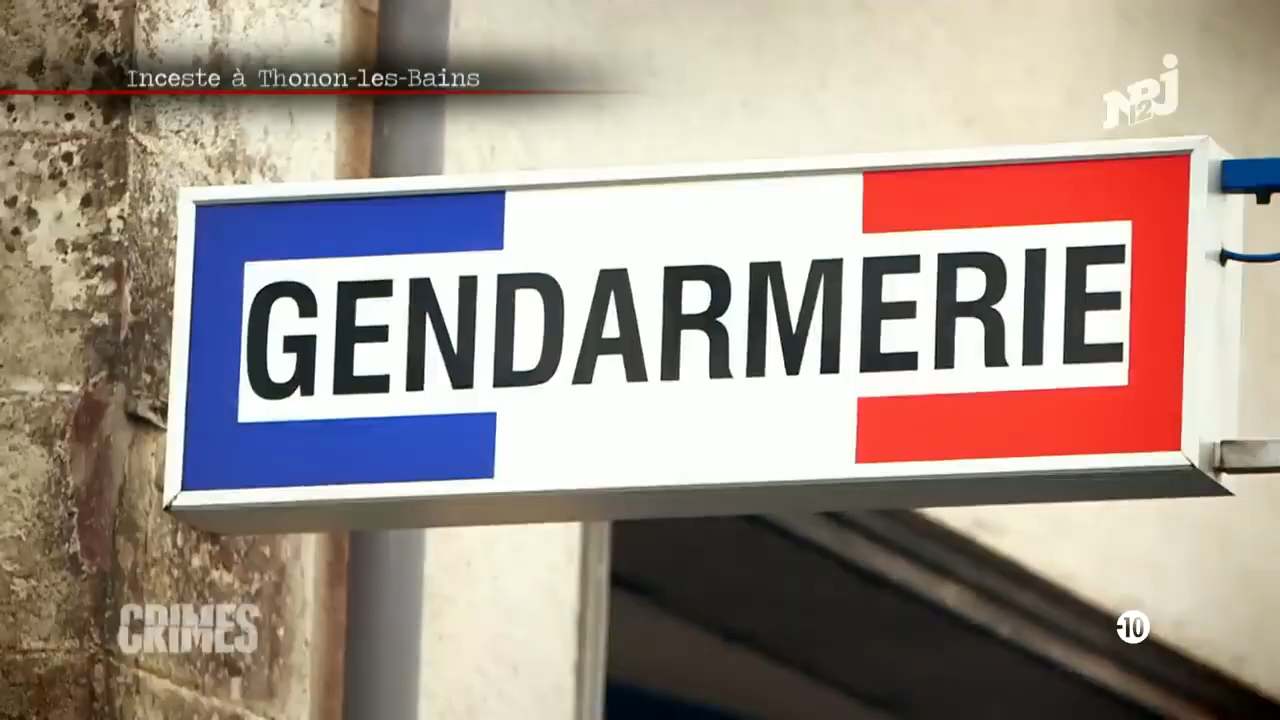 Inceste à Thonon-les-Bains
NRJ
12
GENDARMERIE
CRIMES
-10